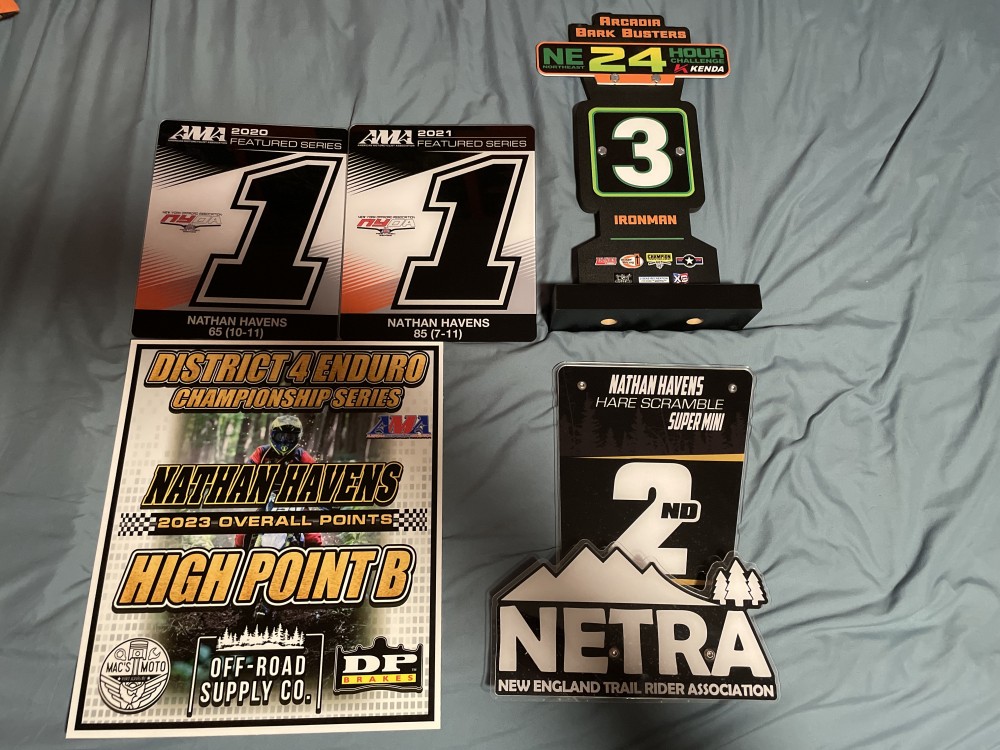 AMA
2020
FEATURED SERIES
1
NYOA
NATHAN HAVENS
65 (10-11)
AMA
2021
FEATURED SERIES
1
NYOA
NATHAN HAVENS
85 (7-11)
ARCADIA
BARK BUSTERS
NE 24 HOUR
NORTHEAST CHALLENGE
KENDA
3
IRONMAN
CHAMPION
DISTRICT 4 ENDURO
CHAMPIONSHIP SERIES
AMA
NATHAN HAVENS
2023 OVERALL POINTS
HIGH POINT B
MAC'S MOTO
OFF-ROAD
SUPPLY CO.
DP
BRAKES
NATHAN HAVENS
HARE SCRAMBLE
SUPER MINI
2ND
NETRA
NEW ENGLAND TRAIL RIDER ASSOCIATION